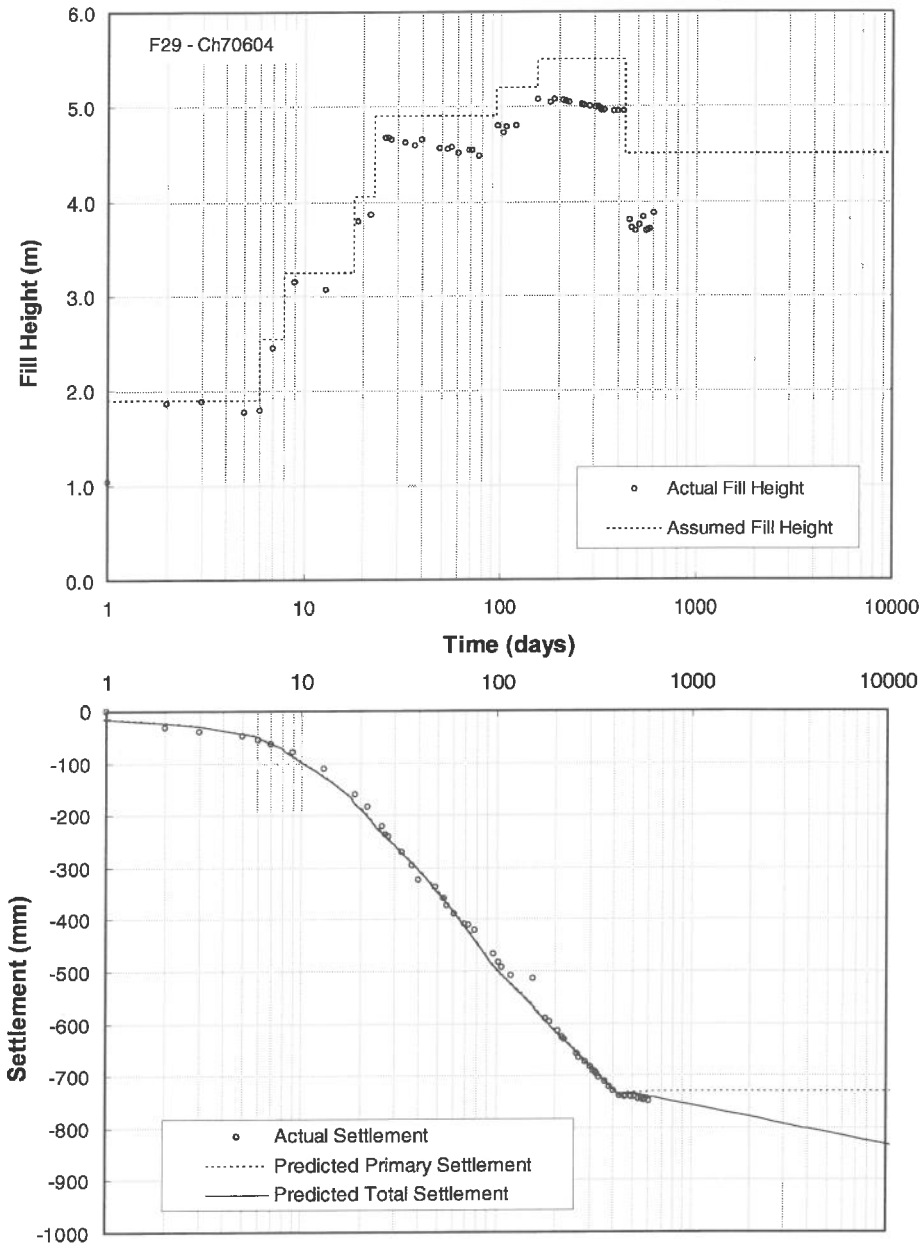 6.0
F29 - Ch70604
5.0
4.0
3.0
2.0
1.0
0.0
Fill Height (m)
Actual Fill Height
Assumed Fill Height
1 10 100 1000 10000
Time (days)
1 10 100 1000 10000
0
-100
-200
-300
-400
-500
-600
-700
-800
-900
-1000
Settlement (mm)
Actual Settlement
Predicted Primary Settlement
Predicted Total Settlement